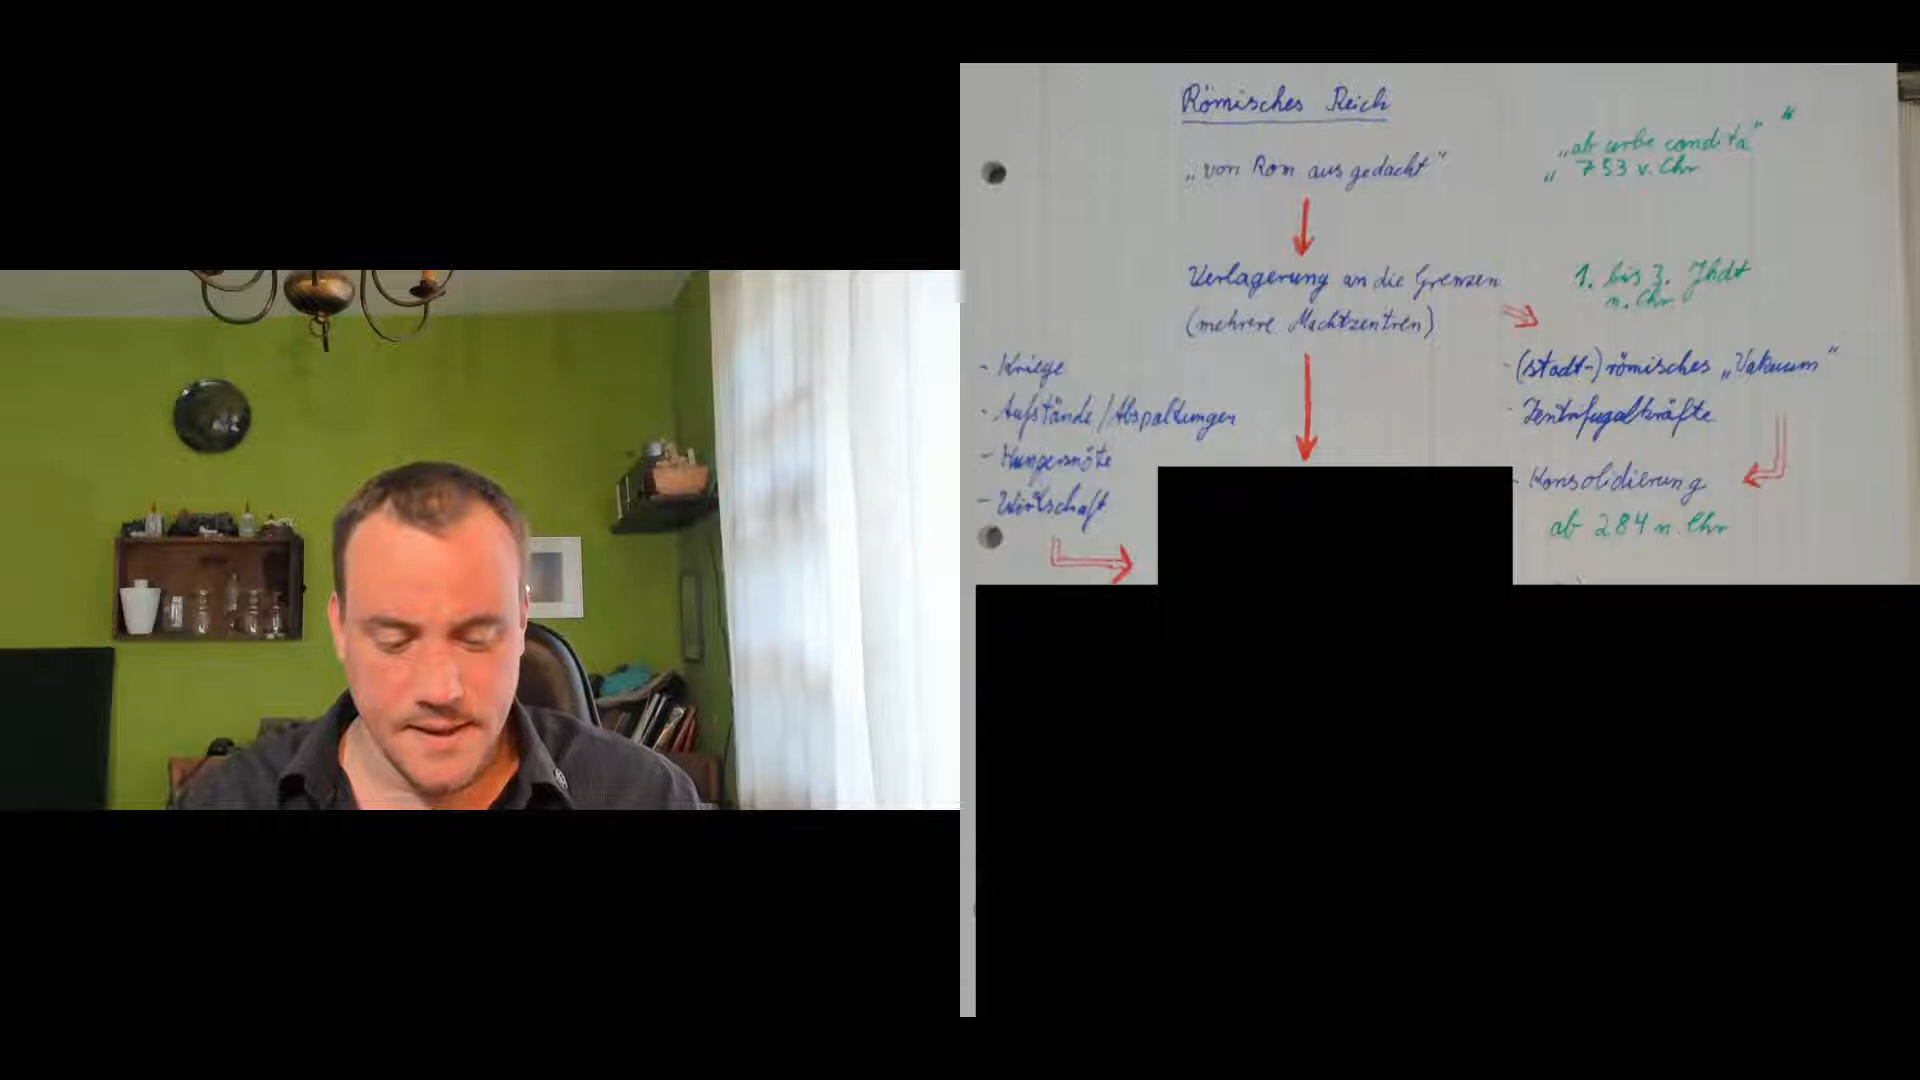 Römisches Reich
„von Rom aus gedacht“
„ab urbe condita“ “
„ 753 v. Chr
Verlagerung an die Grenzen
(mehrere Machtzentren)
1. bis 3. Jhdt
n. Chr
- Kriege
- Aufstände/Abspaltungen
- Hungersnöte
- Wirtschaft
- (stadt-)römisches „Vakuum“
- Zentrifugalkräfte
- Konsolidierung
ab 284 n. Chr